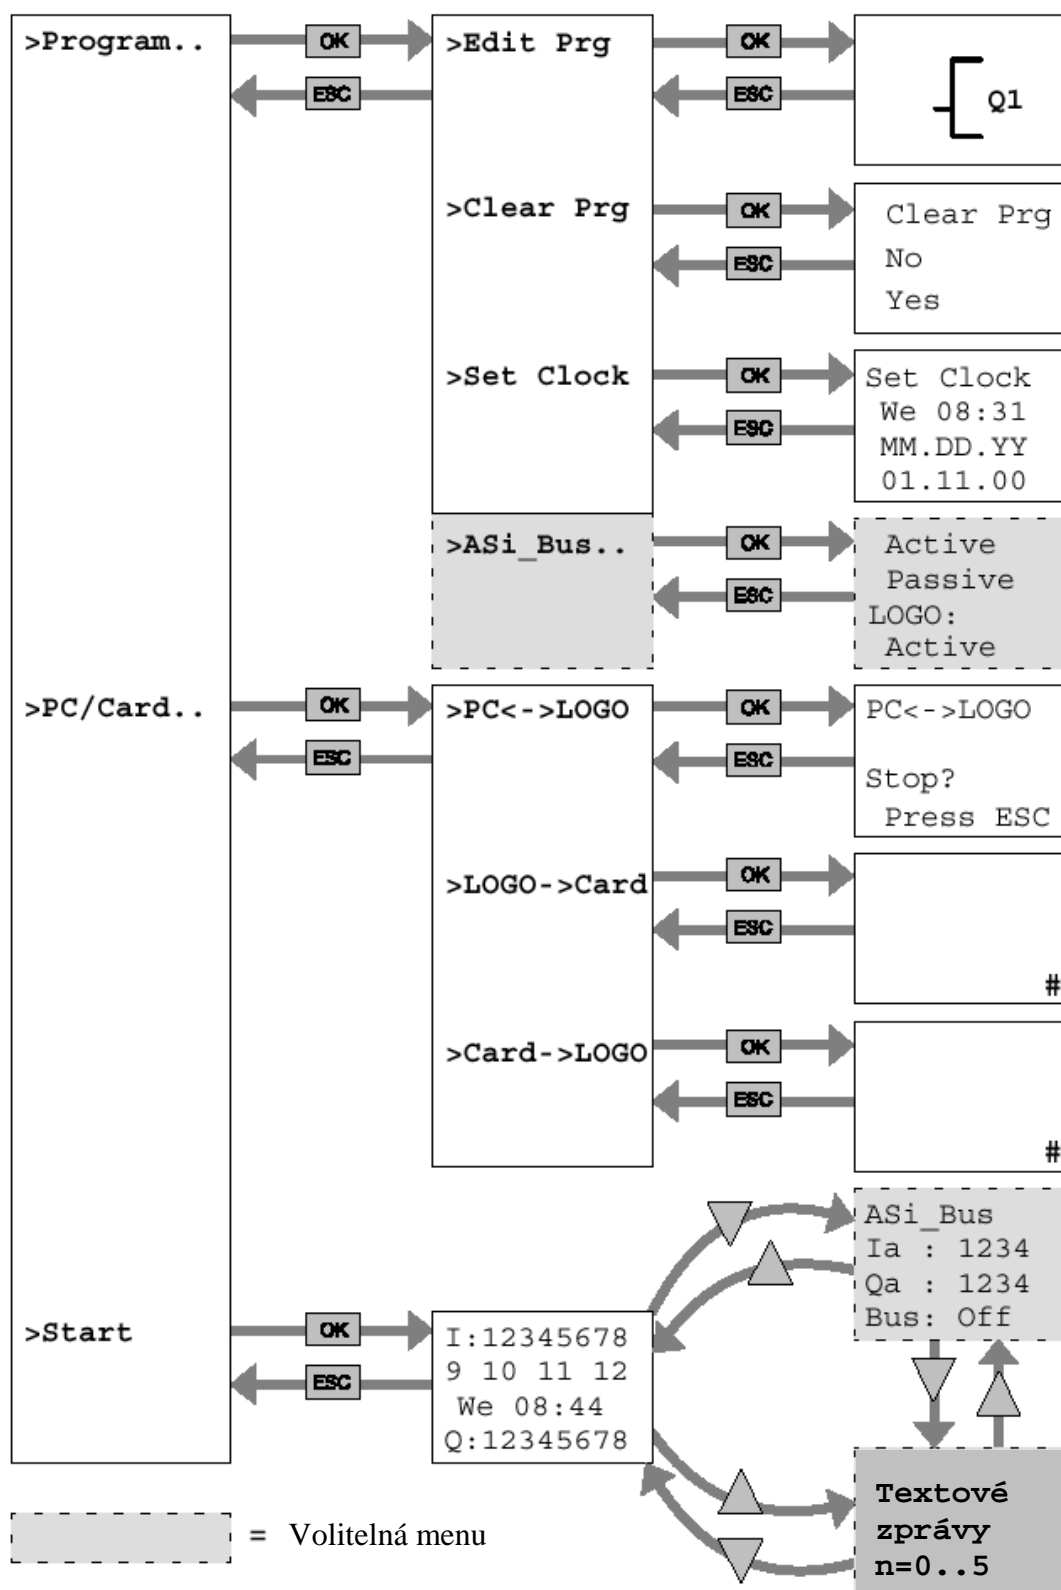 >Program..
OK
ESC
>Edit Prg
OK
ESC
Q1
>Clear Prg
OK
ESC
Clear Prg
No
Yes
>Set Clock
OK
ESC
Set Clock
We 08:31
MM.DD.YY
01.11.00
>ASi_Bus..
OK
ESC
Active
Passive
LOGO:
Active
>PC/Card..
OK
ESC
>PC<->LOGO
OK
ESC
PC<->LOGO
Stop?
Press ESC
>LOGO->Card
OK
ESC
#
>Card->LOGO
OK
ESC
#
>Start
OK
ESC
I:12345678
9 10 11 12
We 08:44
Q:12345678
ASi_Bus
Ia : 1234
Qa : 1234
Bus: Off
Textové
zprávy
n=0..5
= Volitelná menu